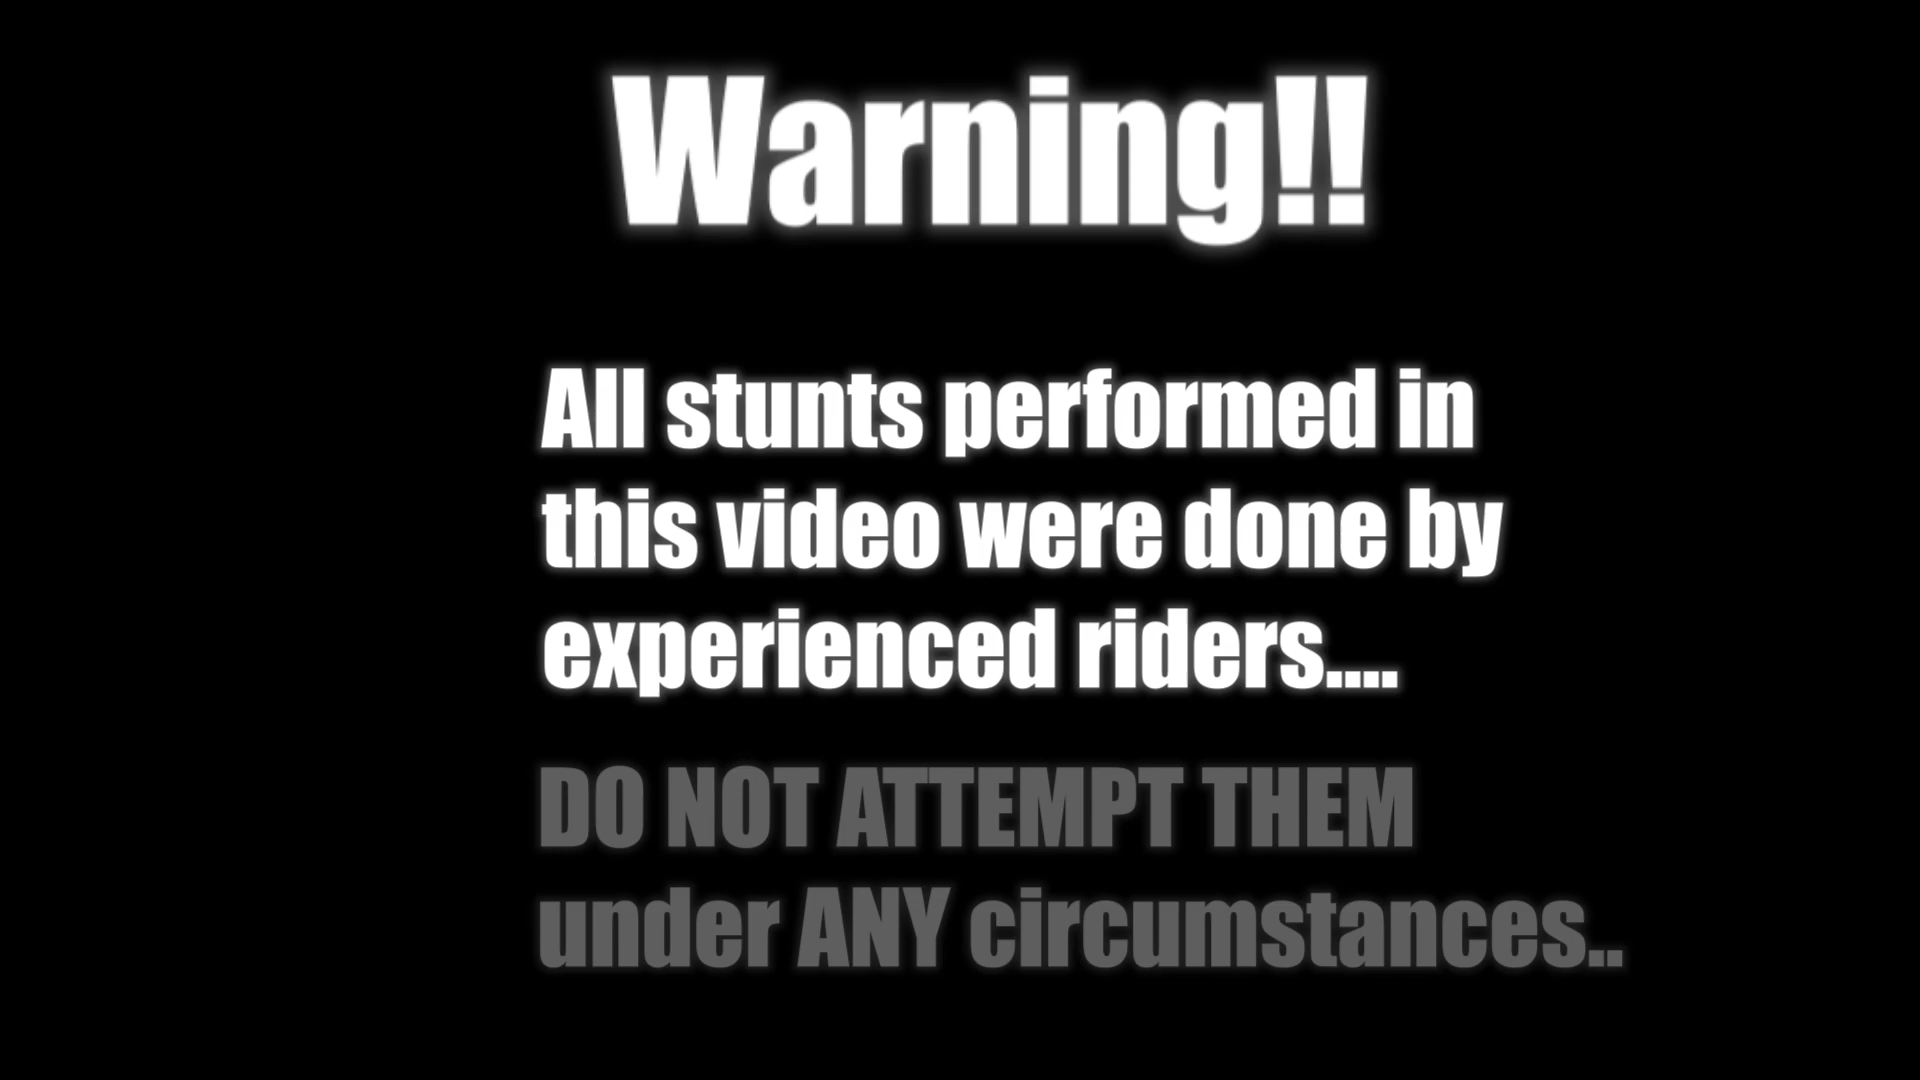 Warning!!
All stunts performed in
this video were done by
experienced riders....
DO NOT ATTEMPT THEM
under ANY circumstances..